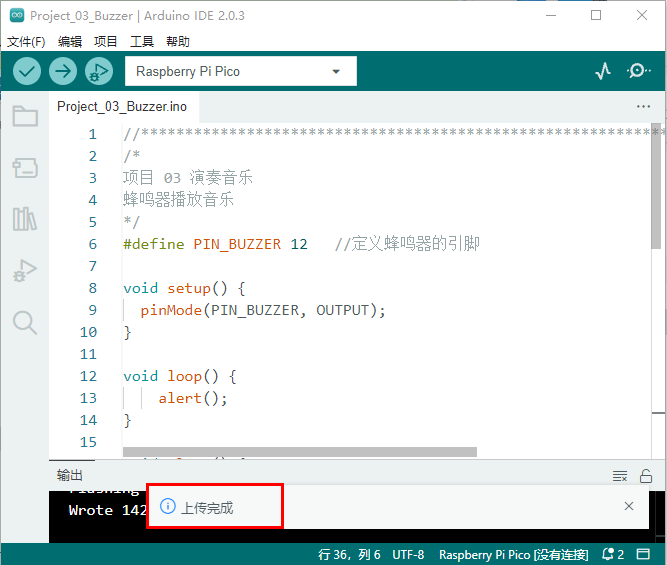 Project_03_Buzzer | Arduino IDE 2.0.3
文件(F) 编辑 项目 工具 帮助
Raspberry Pi Pico
Project_03_Buzzer.ino
1 //************************************************************
2 /*
3 项目 03 演奏音乐
4 蜂鸣器播放音乐
5 */
6 #define PIN_BUZZER 12 //定义蜂鸣器的引脚
7
8 void setup() {
9 pinMode(PIN_BUZZER, OUTPUT);
10 }
11
12 void loop() {
13 alert();
14 }
15
输出
Flashing
Wrote 142
上传完成
行 36，列 6 UTF-8 Raspberry Pi Pico [没有连接] 2